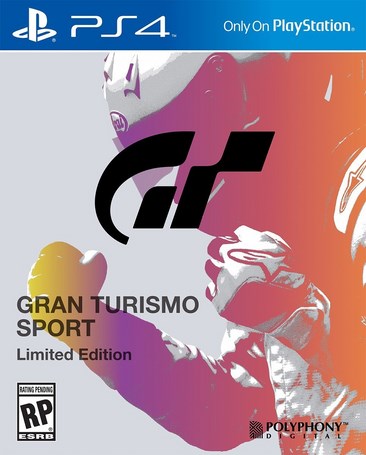 PS4
Only On PlayStation®
GT
GRAN TURISMO
SPORT
Limited Edition
RATING PENDING
RP
ESRB
POLYPHONY
DIGITAL